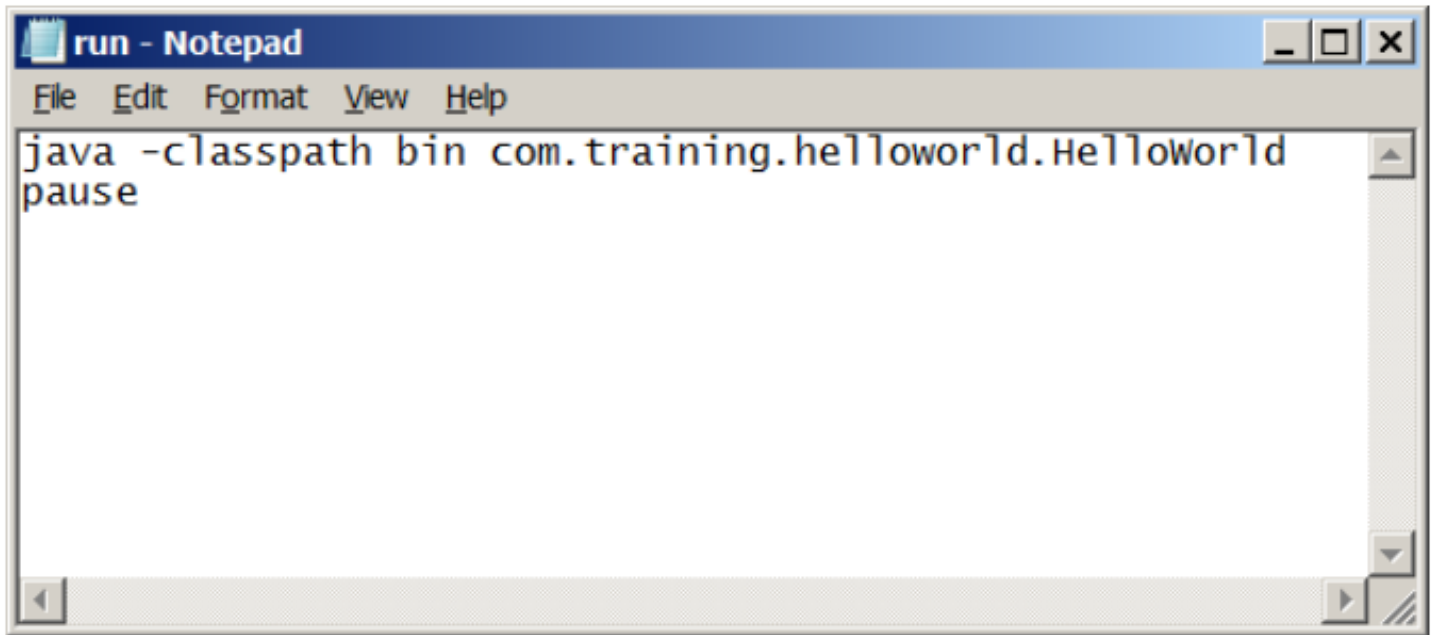 run - Notepad
File Edit Format View Help
java -classpath bin com.training.helloworld.HelloWorld
pause